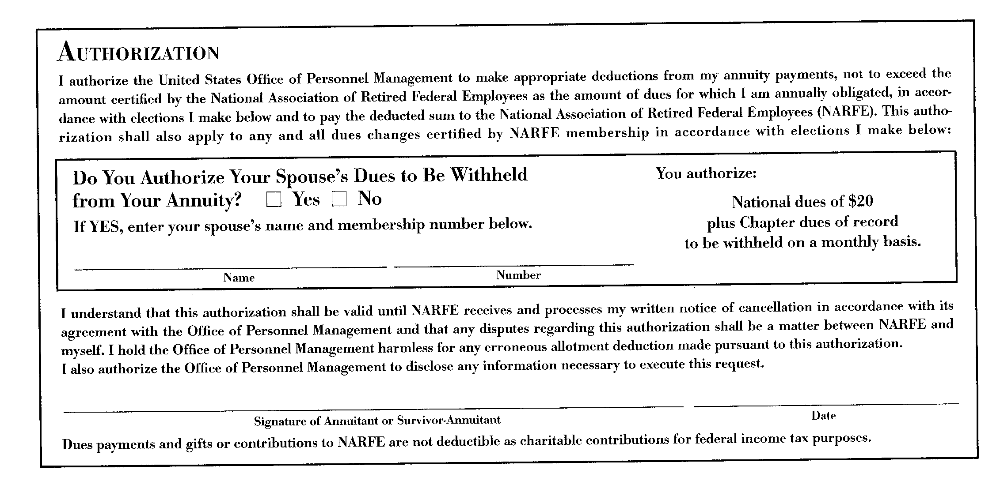 AUTHORIZATION
I authorize the United States Office of Personnel Management to make appropriate deductions from my annuity payments, not to exceed the
amount certified by the National Association of Retired Federal Employees as the amount of dues for which I am annually obligated, in accor-
dance with elections I make below and to pay the deducted sum to the National Association of Retired Federal Employees (NARFE). This autho-
rization shall also apply to any and all dues changes certified by NARFE membership in accordance with elections I make below:
Do You Authorize Your Spouse's Dues to Be Withheld
from Your Annuity? ☐ Yes ☐ No
If YES, enter your spouse's name and membership number below.
Name Number
You authorize:
National dues of $20
plus Chapter dues of record
to be withheld on a monthly basis.
I understand that this authorization shall be valid until NARFE receives and processes my written notice of cancellation in accordance with its
agreement with the Office of Personnel Management and that any disputes regarding this authorization shall be a matter between NARFE and
myself. I hold the Office of Personnel Management harmless for any erroneous allotment deduction made pursuant to this authorization.
I also authorize the Office of Personnel Management to disclose any information necessary to execute this request.
Signature of Annuitant or Survivor-Annuitant Date
Dues payments and gifts or contributions to NARFE are not deductible as charitable contributions for federal income tax purposes.